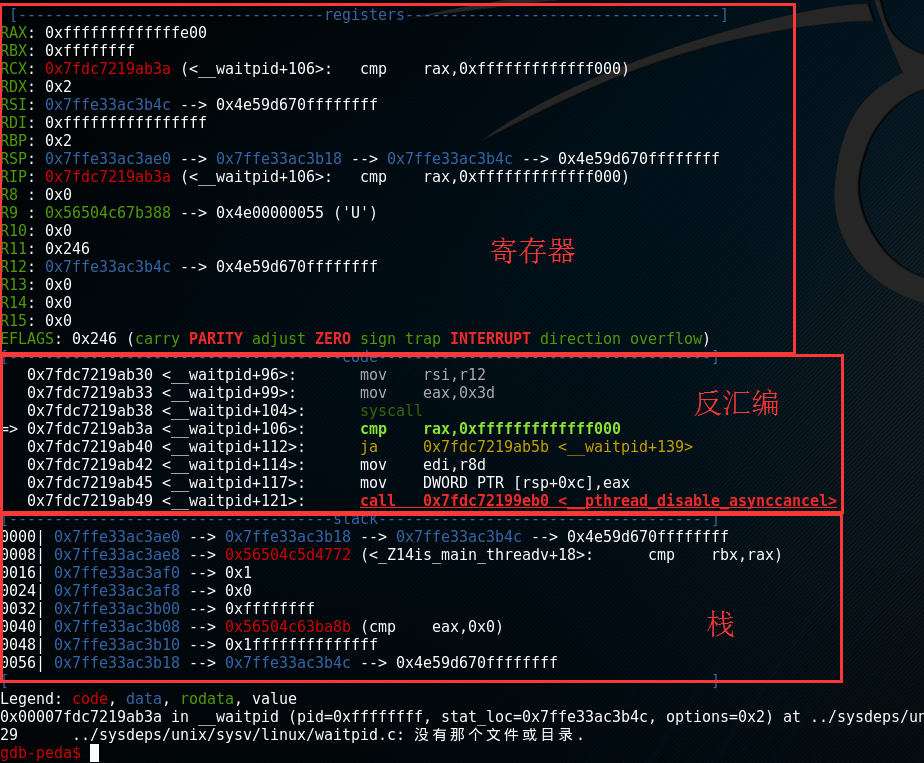 [----------------------------------registers-----------------------------------]
RAX: 0xfffffffffffffe00
RBX: 0xffffffff
RCX: 0x7fdc7219ab3a (<__waitpid+106>:   cmp    rax,0xfffffffffffff000)
RDX: 0x2
RSI: 0x7ffe33ac3b4c --> 0x4e59d670ffffffff
RDI: 0xffffffffffffffff
RBP: 0x2
RSP: 0x7ffe33ac3ae0 --> 0x7ffe33ac3b18 --> 0x7ffe33ac3b4c --> 0x4e59d670ffffffff
RIP: 0x7fdc7219ab3a (<__waitpid+106>:   cmp    rax,0xfffffffffffff000)
R8 : 0x0
R9 : 0x56504c67b388 --> 0x4e00000055 ('U')
R10: 0x0
R11: 0x246
R12: 0x7ffe33ac3b4c --> 0x4e59d670ffffffff
寄存器
R13: 0x0
R14: 0x0
R15: 0x0
EFLAGS: 0x246 (carry PARITY adjust ZERO sign trap INTERRUPT direction overflow)
[-------------------------------------code-------------------------------------]
   0x7fdc7219ab30 <__waitpid+96>:       mov    rsi,r12
   0x7fdc7219ab33 <__waitpid+99>:       mov    eax,0x3d
   0x7fdc7219ab38 <__waitpid+104>:      syscall
反汇编
=> 0x7fdc7219ab3a <__waitpid+106>:      cmp    rax,0xfffffffffffff000
   0x7fdc7219ab40 <__waitpid+112>:      ja     0x7fdc7219ab5b <__waitpid+139>
   0x7fdc7219ab42 <__waitpid+114>:      mov    edi,r8d
   0x7fdc7219ab45 <__waitpid+117>:      mov    DWORD PTR [rsp+0xc],eax
   0x7fdc7219ab49 <__waitpid+121>:      call   0x7fdc72199eb0 <__pthread_disable_asynccancel>
[------------------------------------stack-------------------------------------]
0000| 0x7ffe33ac3ae0 --> 0x7ffe33ac3b18 --> 0x7ffe33ac3b4c --> 0x4e59d670ffffffff
0008| 0x7ffe33ac3ae8 --> 0x56504c5d4772 (<_Z14is_main_threadv+18>:      cmp    rbx,rax)
0016| 0x7ffe33ac3af0 --> 0x1
0024| 0x7ffe33ac3af8 --> 0x0
0032| 0x7ffe33ac3b00 --> 0xffffffff
0040| 0x7ffe33ac3b08 --> 0x56504c63ba8b (cmp    eax,0x0)
栈
0048| 0x7ffe33ac3b10 --> 0x1ffffffffffffff
0056| 0x7ffe33ac3b18 --> 0x7ffe33ac3b4c --> 0x4e59d670ffffffff
[------------------------------------------------------------------------------]
Legend: code, data, rodata, value
0x00007fdc7219ab3a in __waitpid (pid=0xffffffff, stat_loc=0x7ffe33ac3b4c, options=0x2) at ../sysdeps/un
29      ../sysdeps/unix/sysv/linux/waitpid.c: 没有那个文件或目录.
gdb-peda$